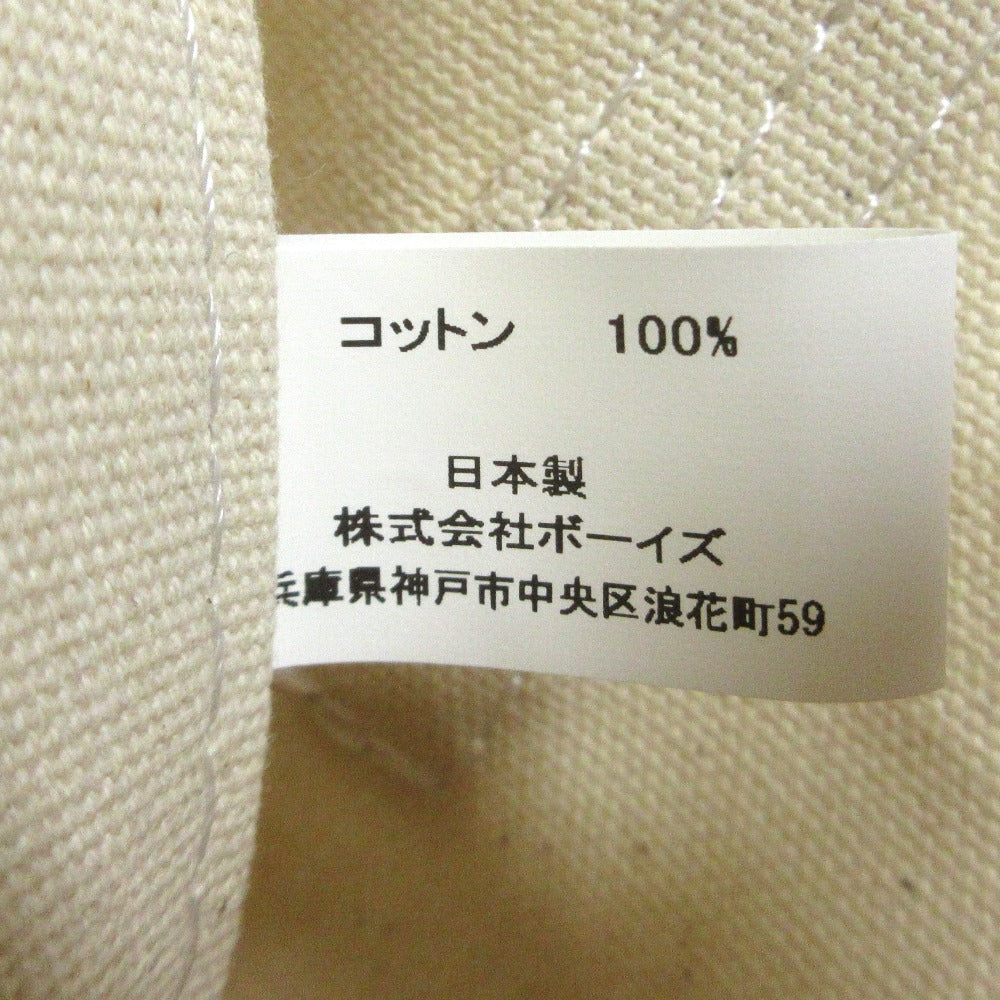 コットン 100%
日本製
株式会社ボーイズ
兵庫県神戸市中央区浪花町59